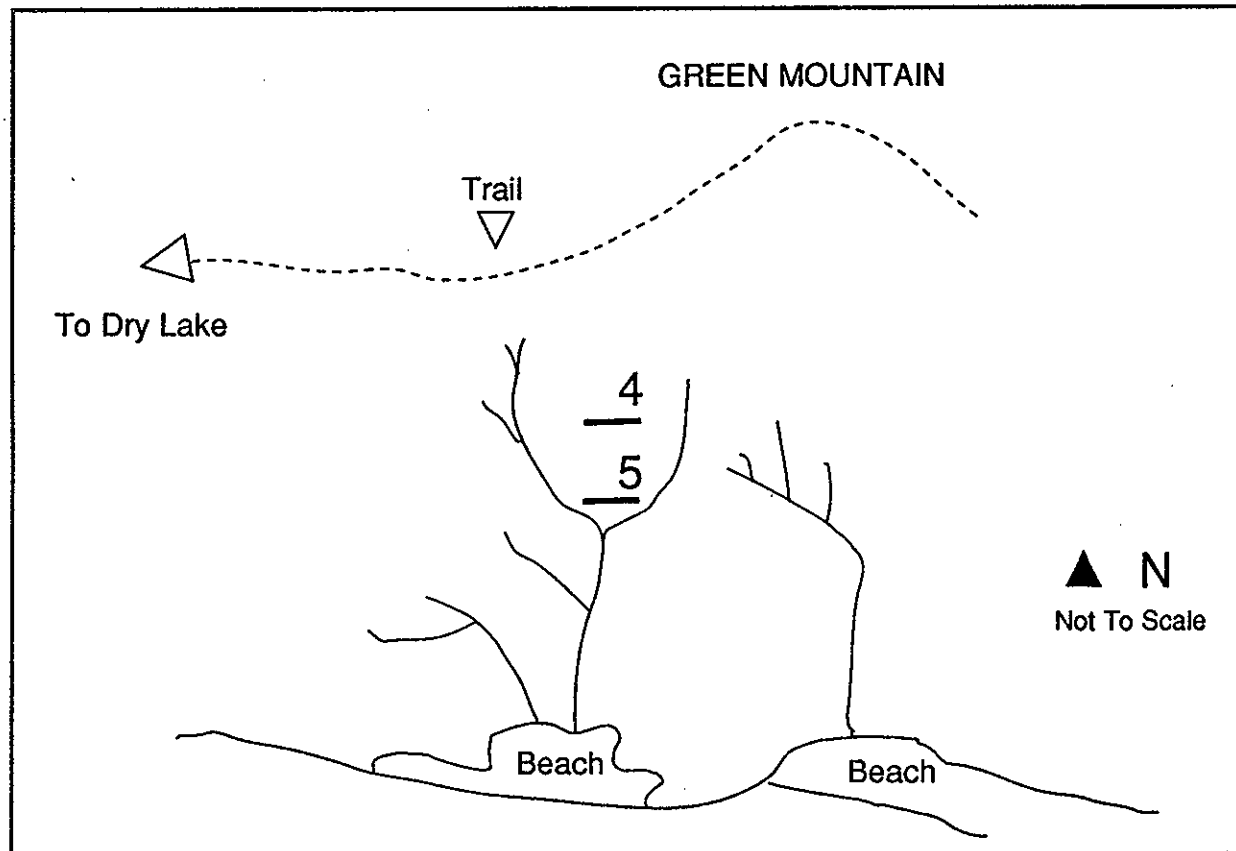 GREEN MOUNTAIN
Trail
To Dry Lake
4
5
N
Not To Scale
Beach
Beach